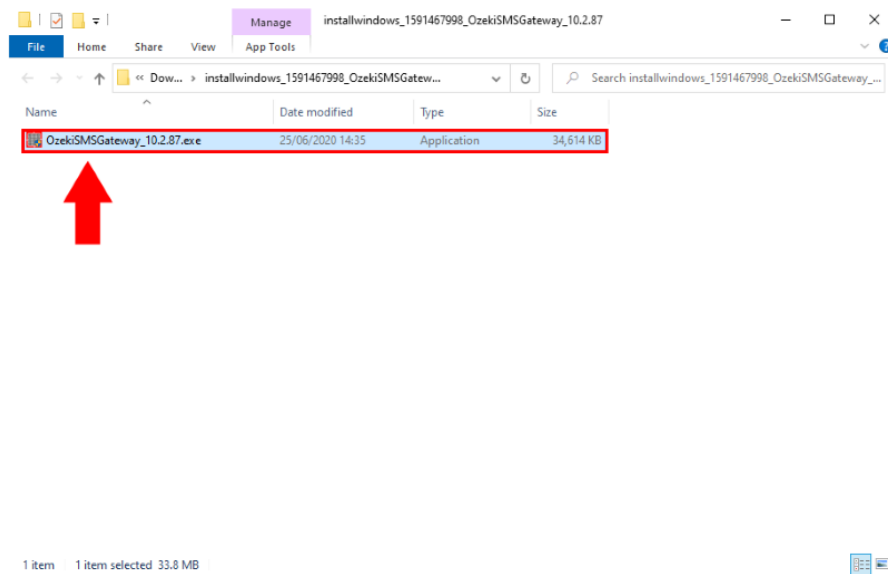 Manage installwindows_1591467998_OzekiSMSGateway_10.2.87
File Home Share View App Tools
« Dow... › installwindows_1591467998_OzekiSMSGatew... Search installwindows_1591467998_OzekiSMSGateway_...
Name Date modified Type Size
OzekiSMSGateway_10.2.87.exe 25/06/2020 14:35 Application 34,614 KB
1 item 1 item selected 33.8 MB